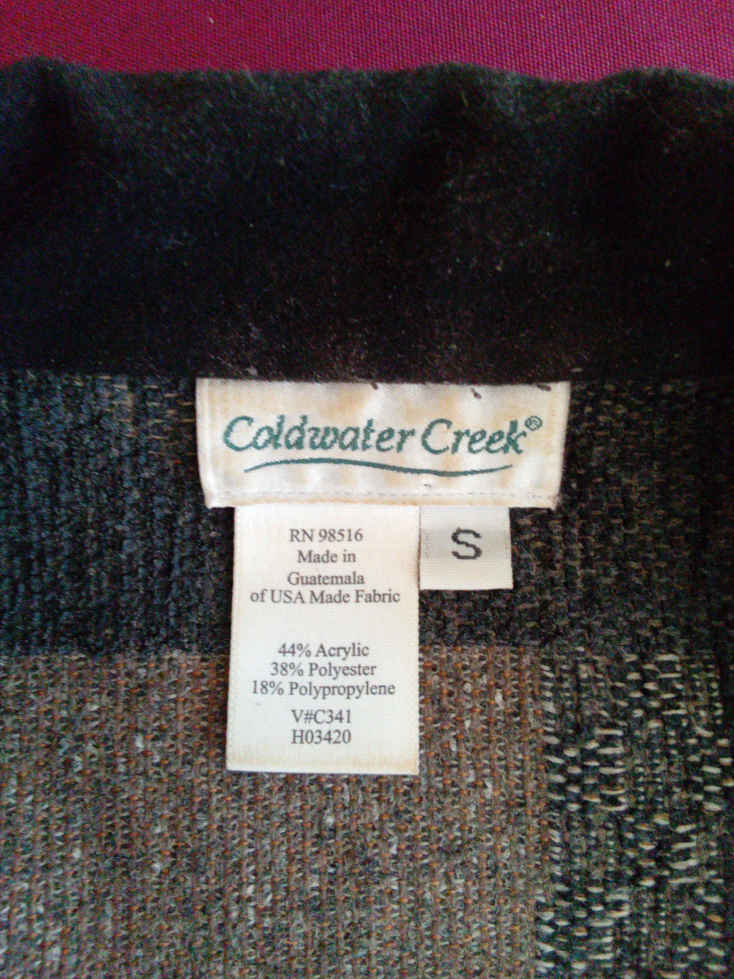 Coldwater Creek®
S
RN 98516
Made in
Guatemala
of USA Made Fabric
44% Acrylic
38% Polyester
18% Polypropylene
V#C341
H03420